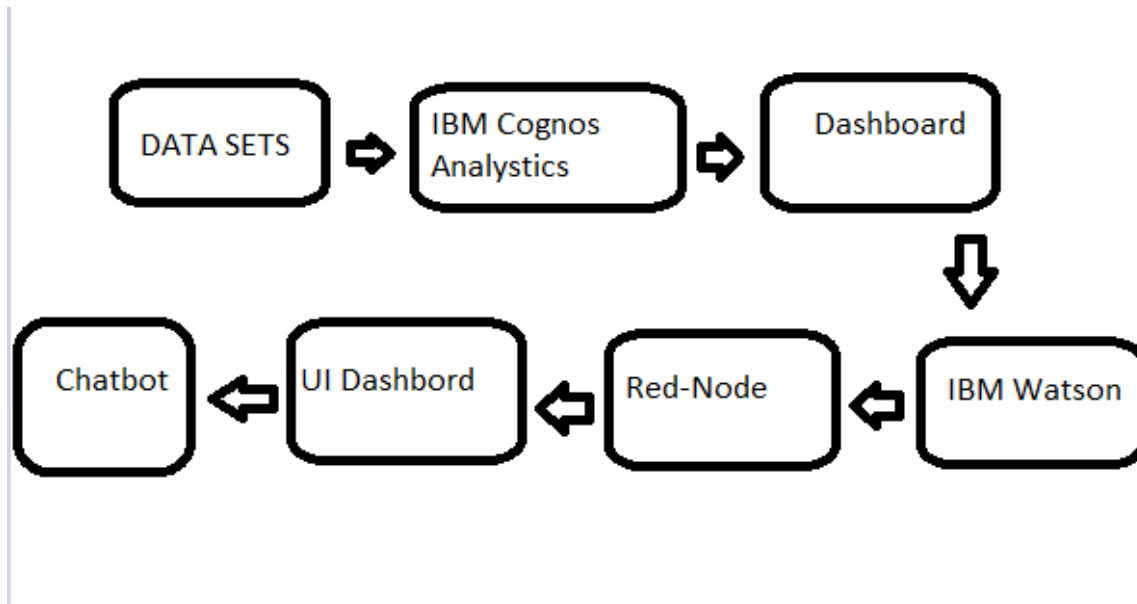 DATA SETS
IBM Cognos
Analystics
Dashboard
IBM Watson
Red-Node
UI Dashbord
Chatbot